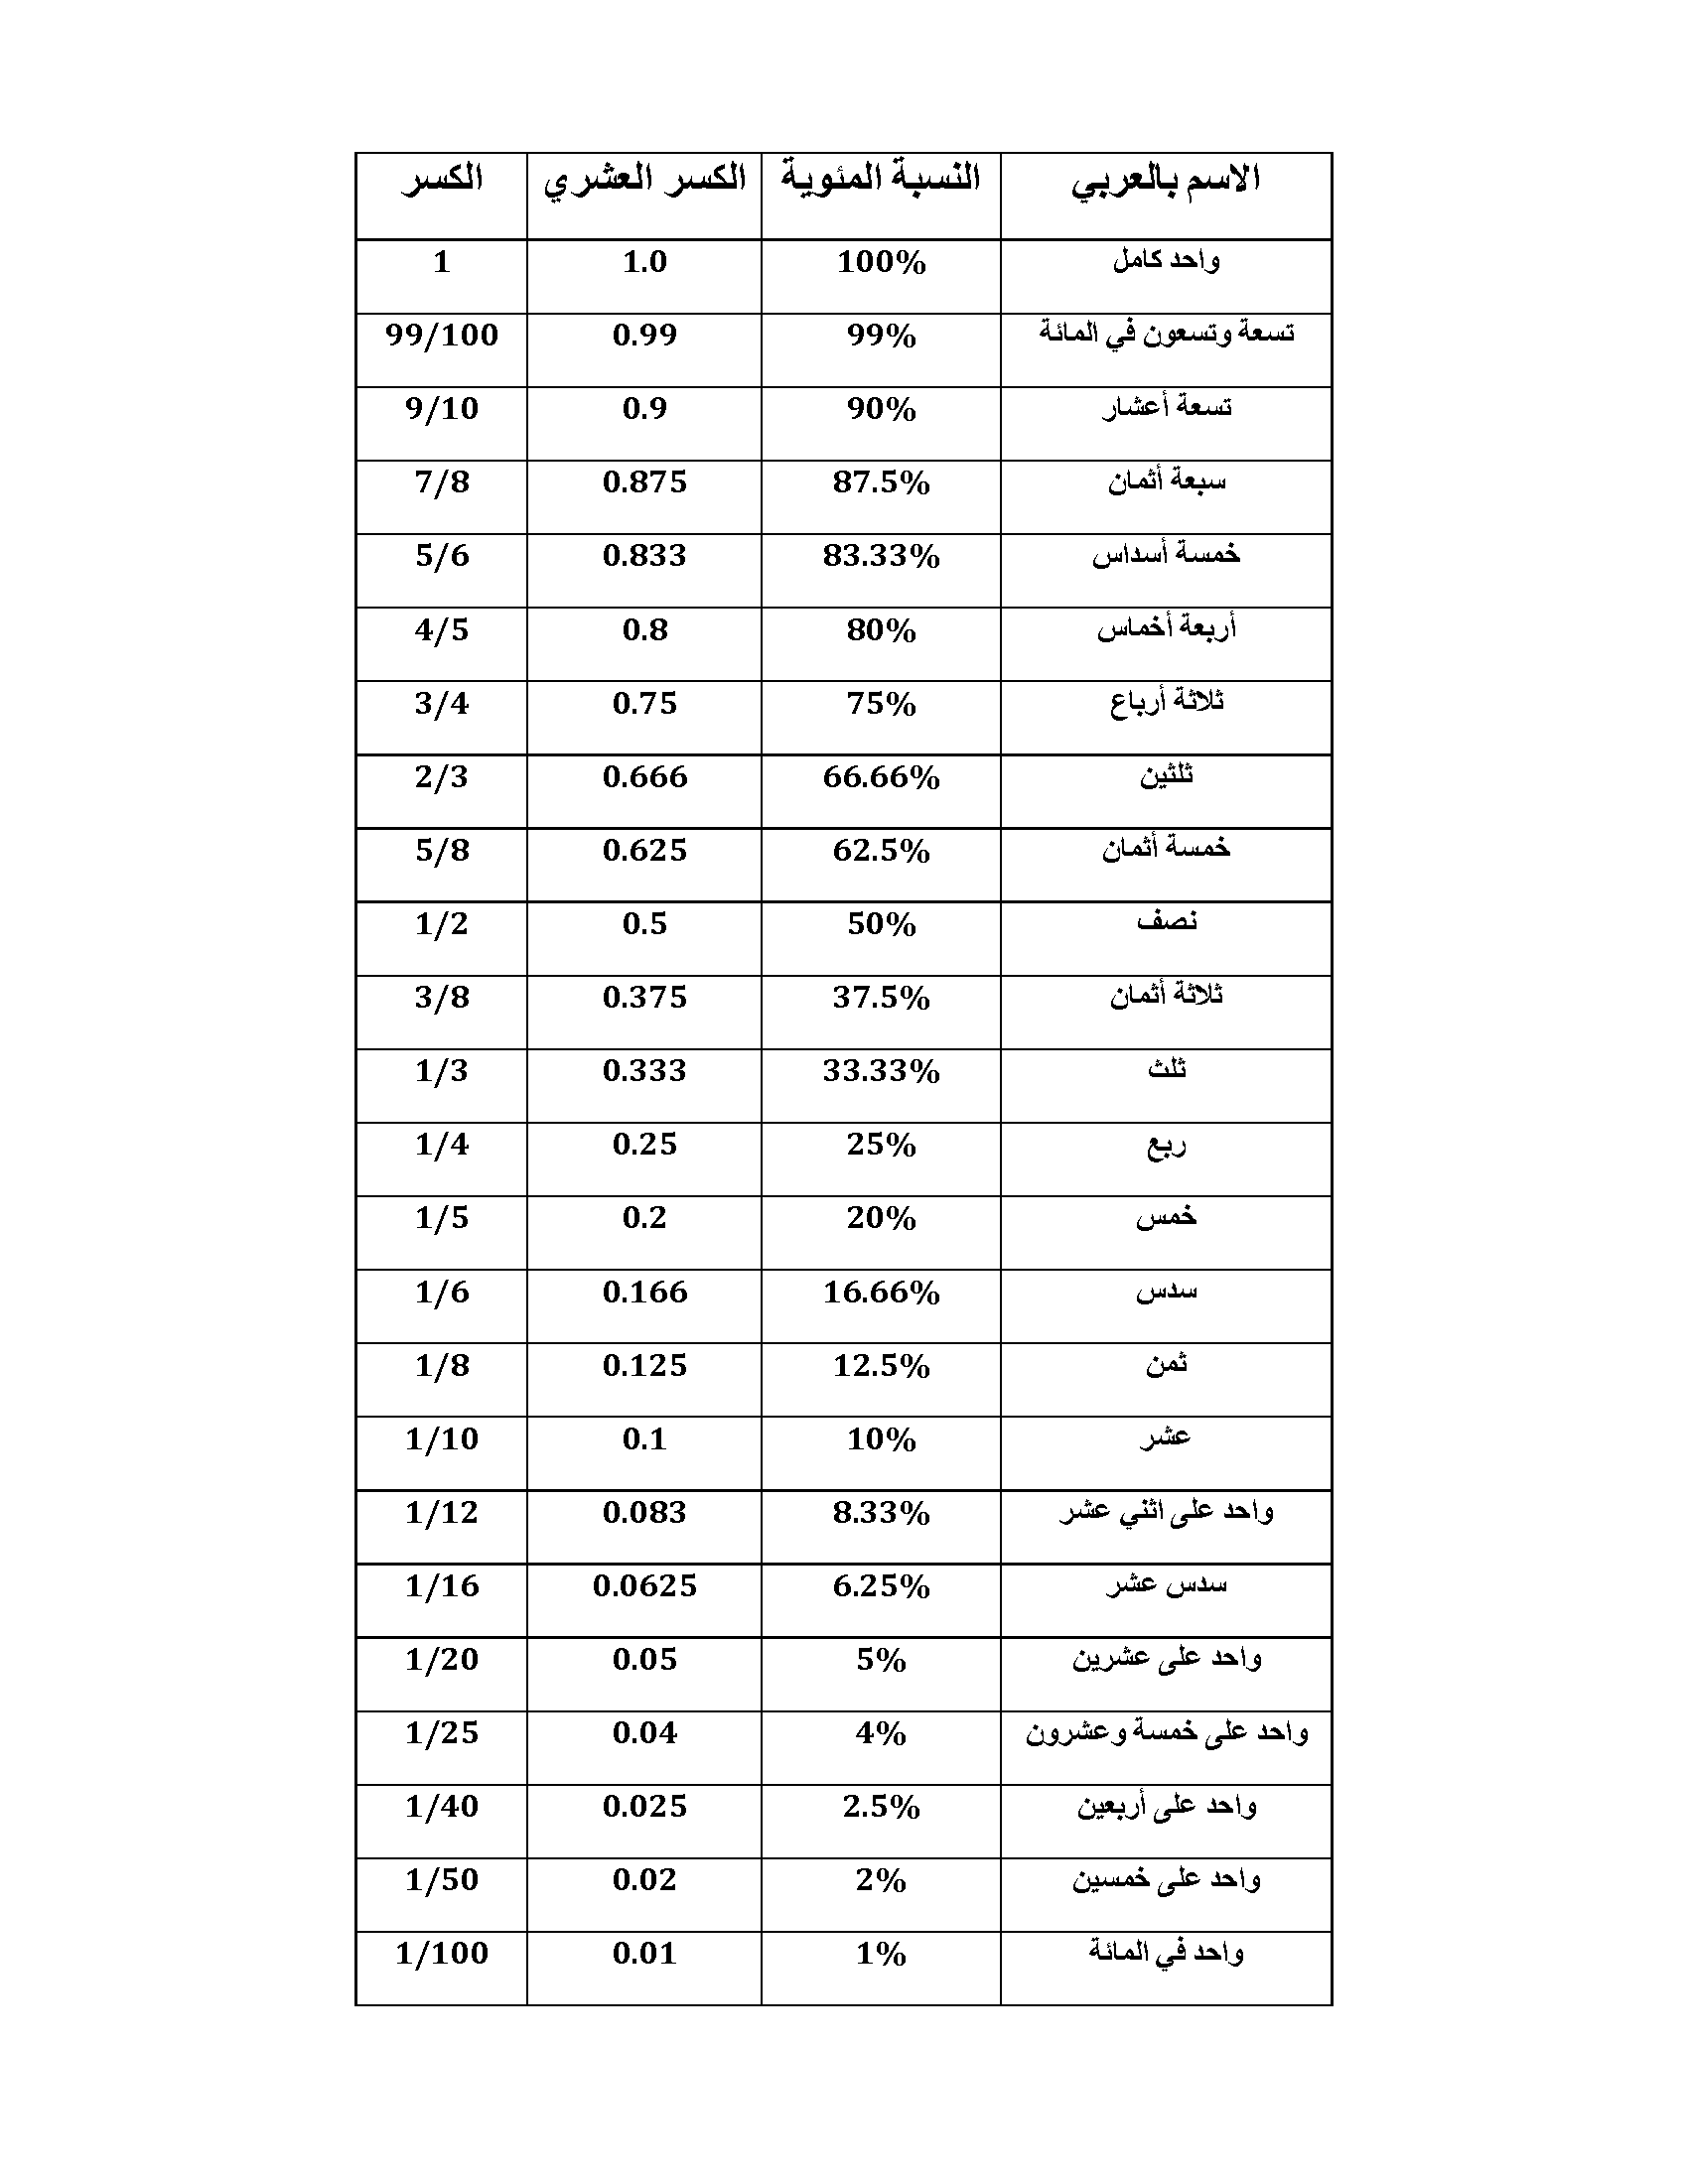 الاسم بالعربي النسبة المئوية الكسر العشري الكسر
واحد كامل 100% 1.0 1
تسعة وتسعون في المائة 99% 0.99 99/100
تسعة أعشار 90% 0.9 9/10
سبعة أثمان 87.5% 0.875 7/8
خمسة أسداس 83.33% 0.833 5/6
أربعة أخماس 80% 0.8 4/5
ثلاثة أرباع 75% 0.75 3/4
ثلثين 66.66% 0.666 2/3
خمسة أثمان 62.5% 0.625 5/8
نصف 50% 0.5 1/2
ثلاثة أثمان 37.5% 0.375 3/8
ثلث 33.33% 0.333 1/3
ربع 25% 0.25 1/4
خمس 20% 0.2 1/5
سدس 16.66% 0.166 1/6
ثمن 12.5% 0.125 1/8
عشر 10% 0.1 1/10
واحد على اثني عشر 8.33% 0.083 1/12
سدس عشر 6.25% 0.0625 1/16
واحد على عشرين 5% 0.05 1/20
واحد على خمسة وعشرون 4% 0.04 1/25
واحد على أربعين 2.5% 0.025 1/40
واحد على خمسين 2% 0.02 1/50
واحد في المائة 1% 0.01 1/100